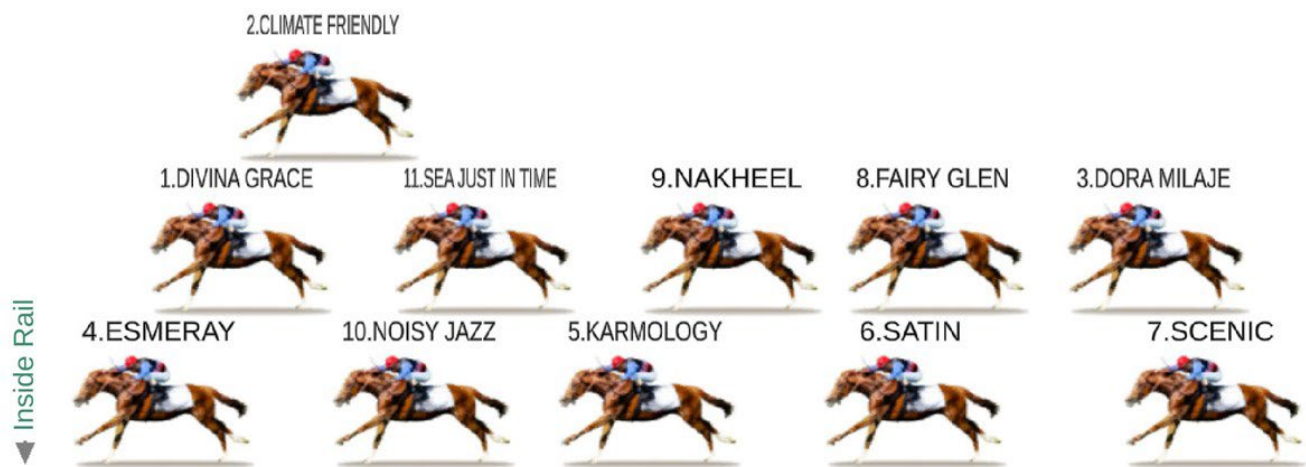 2.CLIMATE FRIENDLY
1.DIVINA GRACE
11.SEA JUST IN TIME
9.NAKHEEL
8.FAIRY GLEN
3.DORA MILAJE
4.ESMERAY
10.NOISY JAZZ
5.KARMOLOGY
6.SATIN
7.SCENIC
Inside Rail